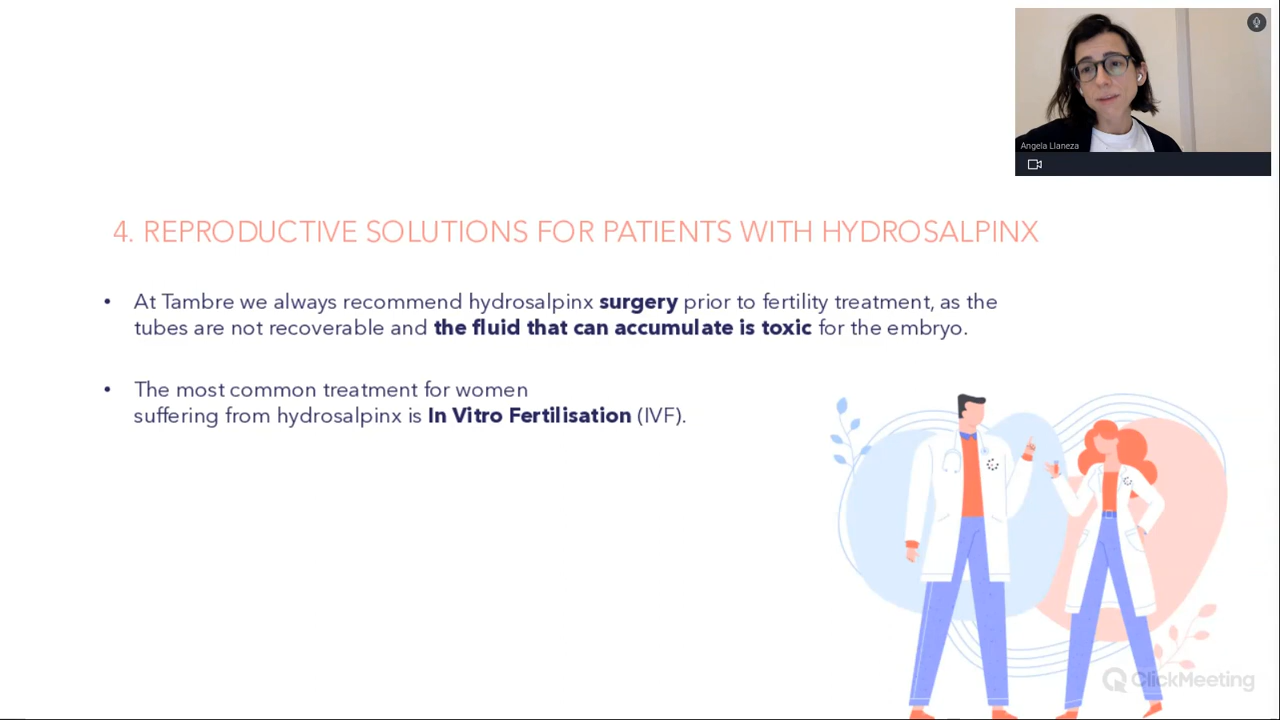 Angela Llaneza
4. REPRODUCTIVE SOLUTIONS FOR PATIENTS WITH HYDROSALPINX
• At Tambre we always recommend hydrosalpinx surgery prior to fertility treatment, as the
tubes are not recoverable and the fluid that can accumulate is toxic for the embryo.
• The most common treatment for women
suffering from hydrosalpinx is In Vitro Fertilisation (IVF).
ClickMeeting